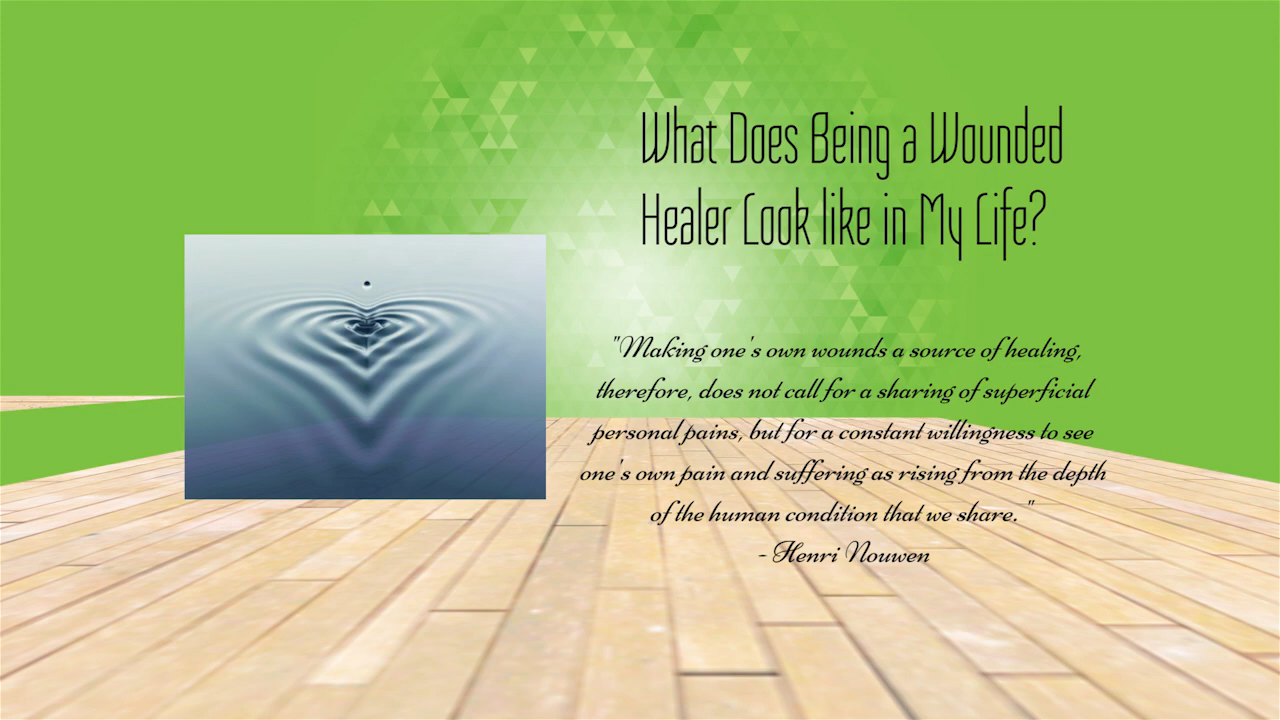 What Does Being a Wounded
Healer Look like in My Life?
"Making one's own wounds a source of healing,
therefore, does not call for a sharing of superficial
personal pains, but for a constant willingness to see
one's own pain and suffering as rising from the depth
of the human condition that we share. "
- Henri Nouwen